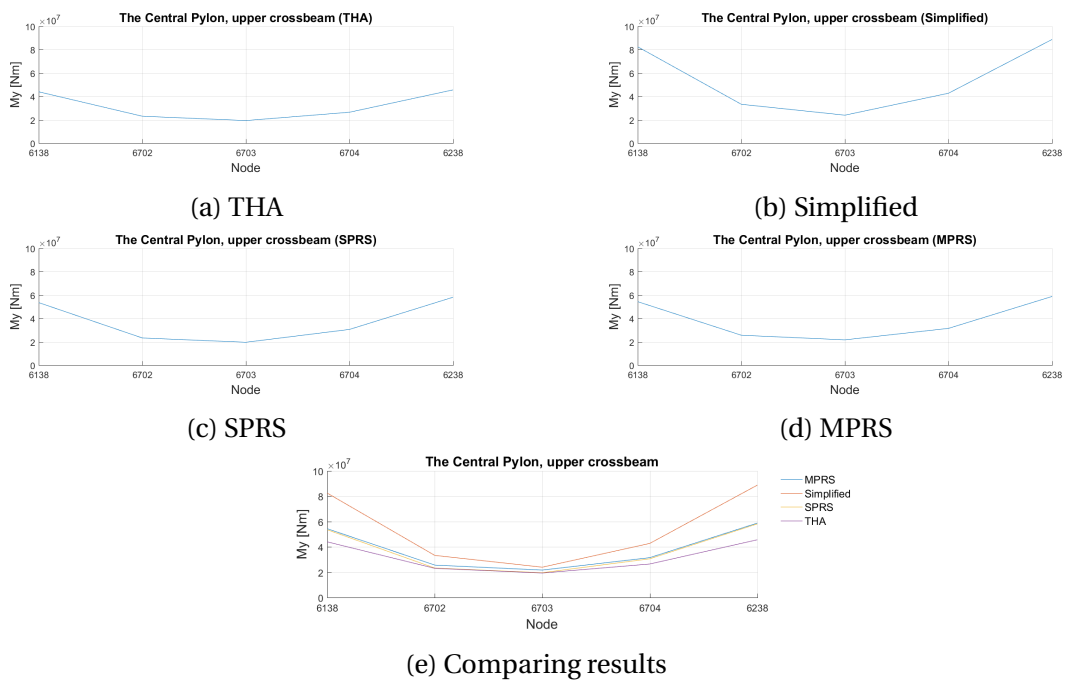 The Central Pylon, upper crossbeam (THA)
×10^7
My [Nm]
10
8
6
4
2
0
6138 6702 6703 6704 6238
Node
(a) THA
The Central Pylon, upper crossbeam (Simplified)
×10^7
My [Nm]
10
8
6
4
2
0
6138 6702 6703 6704 6238
Node
(b) Simplified
The Central Pylon, upper crossbeam (SPRS)
×10^7
My [Nm]
10
8
6
4
2
0
6138 6702 6703 6704 6238
Node
(c) SPRS
The Central Pylon, upper crossbeam (MPRS)
×10^7
My [Nm]
10
8
6
4
2
0
6138 6702 6703 6704 6238
Node
(d) MPRS
The Central Pylon, upper crossbeam
×10^7
My [Nm]
10
8
6
4
2
0
6138 6702 6703 6704 6238
Node
MPRS
Simplified
SPRS
THA
(e) Comparing results